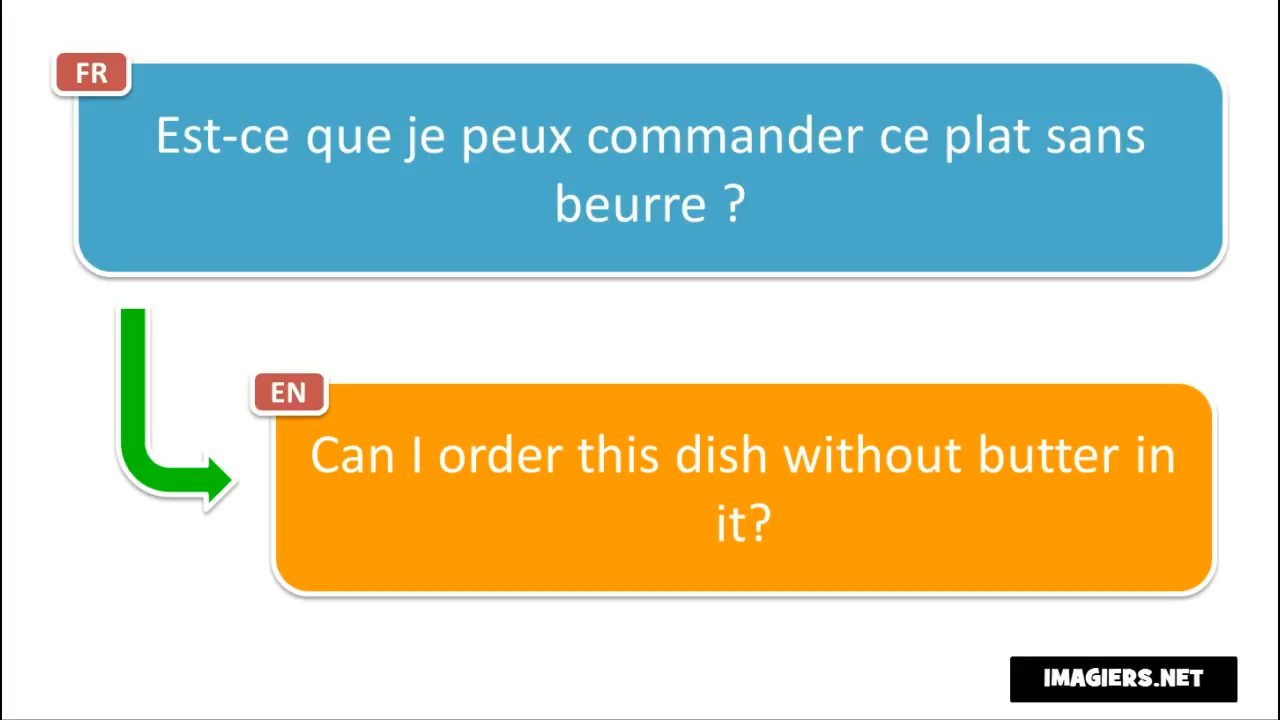 FR
Est-ce que je peux commander ce plat sans
beurre ?
EN
Can I order this dish without butter in
it?
IMAGIERS.NET